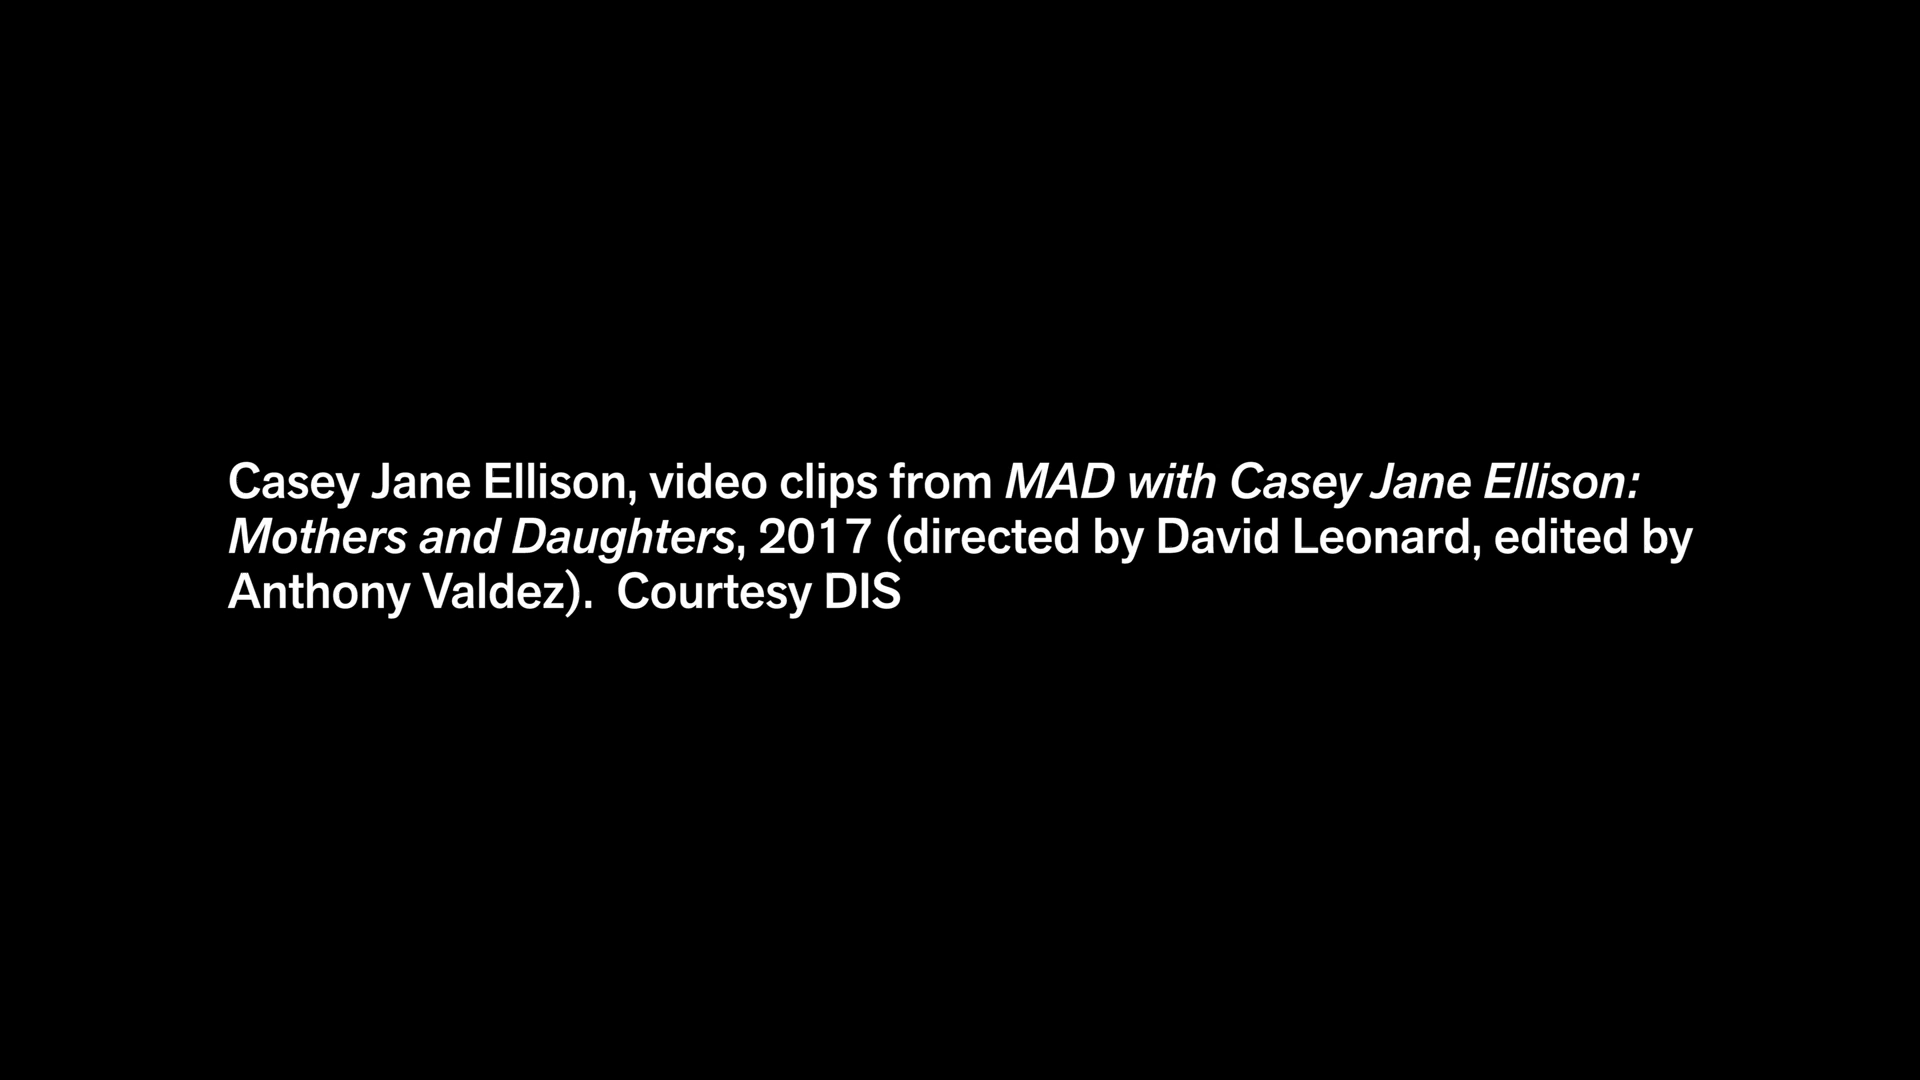 Casey Jane Ellison, video clips from MAD with Casey Jane Ellison:
Mothers and Daughters, 2017 (directed by David Leonard, edited by
Anthony Valdez).  Courtesy DIS